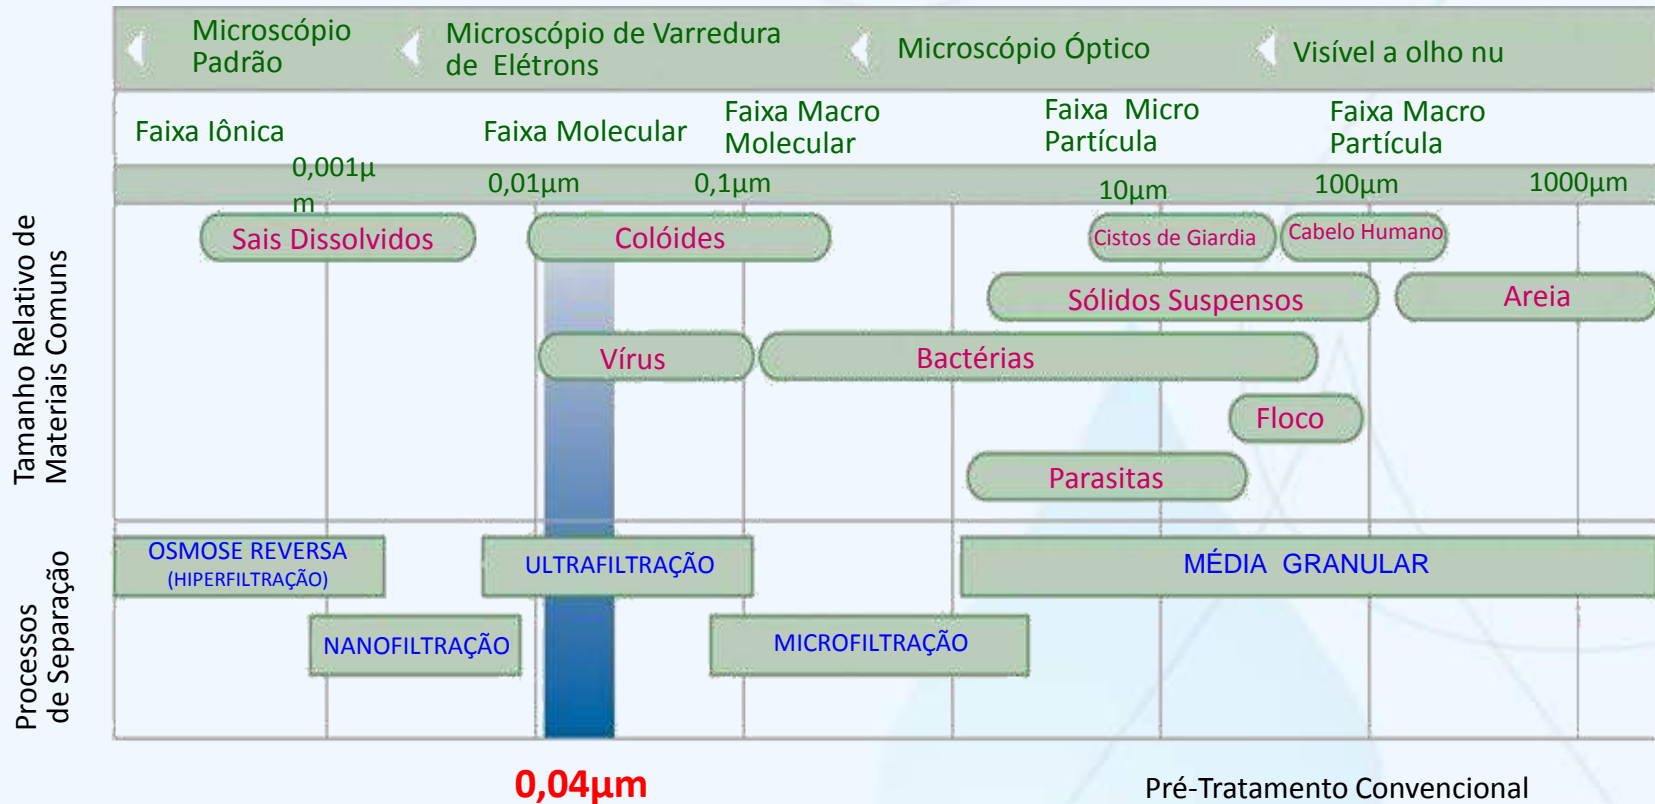 Microscópio
Padrão
Microscópio de Varredura
de Elétrons
Microscópio Óptico
Visível a olho nu
Faixa Iônica
Faixa Molecular
Faixa Macro
Molecular
Faixa Micro
Partícula
Faixa Macro
Partícula
0,001µ
m
0,01µm
0,1µm
10µm
100µm
1000µm
Tamanho Relativo de
Materiais Comuns
Sais Dissolvidos
Colóides
Cistos de Giardia
Cabelo Humano
Sólidos Suspensos
Areia
Vírus
Bactérias
Floco
Parasitas
Processos
de Separação
OSMOSE REVERSA
(HIPERFILTRAÇÃO)
ULTRAFILTRAÇÃO
MÉDIA GRANULAR
NANOFILTRAÇÃO
MICROFILTRAÇÃO
0,04µm
Pré-Tratamento Convencional